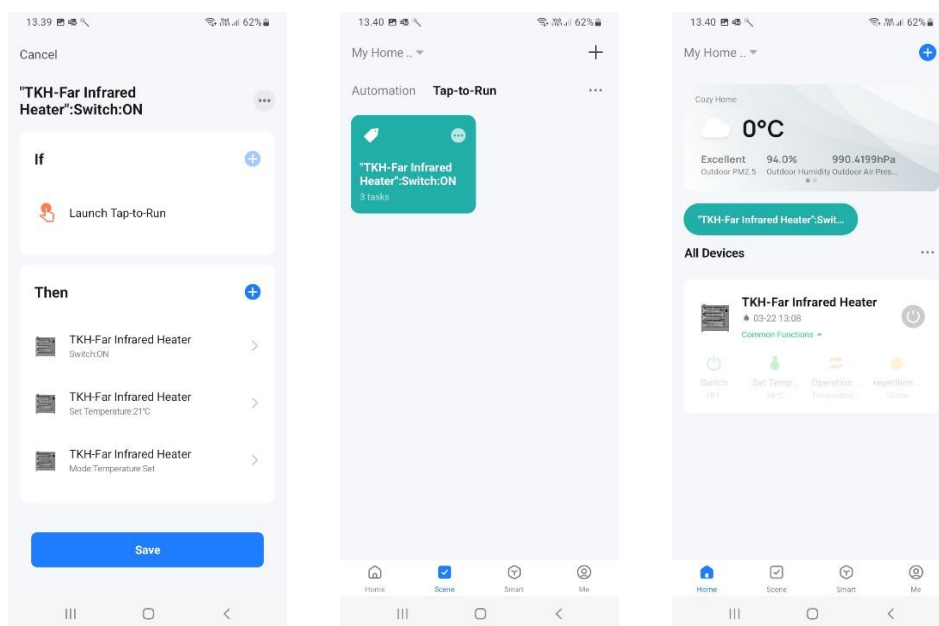 13.39
62%
Cancel
"TKH-Far Infrared
Heater":Switch:ON
If
Launch Tap-to-Run
Then
TKH-Far Infrared Heater
Switch:ON
TKH-Far Infrared Heater
Set Temperature:21°C
TKH-Far Infrared Heater
Mode:Temperature Set
Save
13.40
62%
My Home ..
Automation Tap-to-Run
"TKH-Far Infrared
Heater":Switch:ON
3 tasks
Home Scene Smart Me
13.40
62%
My Home ..
Cozy Home
0°C
Excellent 94.0% 990.4199hPa
Outdoor PM2.5 Outdoor Humidity Outdoor Air Pres...
"TKH-Far Infrared Heater":Swit...
All Devices
TKH-Far Infrared Heater
03-22 13:08
Common Functions
Switch Set Temp... Operation ... repetition ...
OFF Temperatur... 10min
Home Scene Smart Me